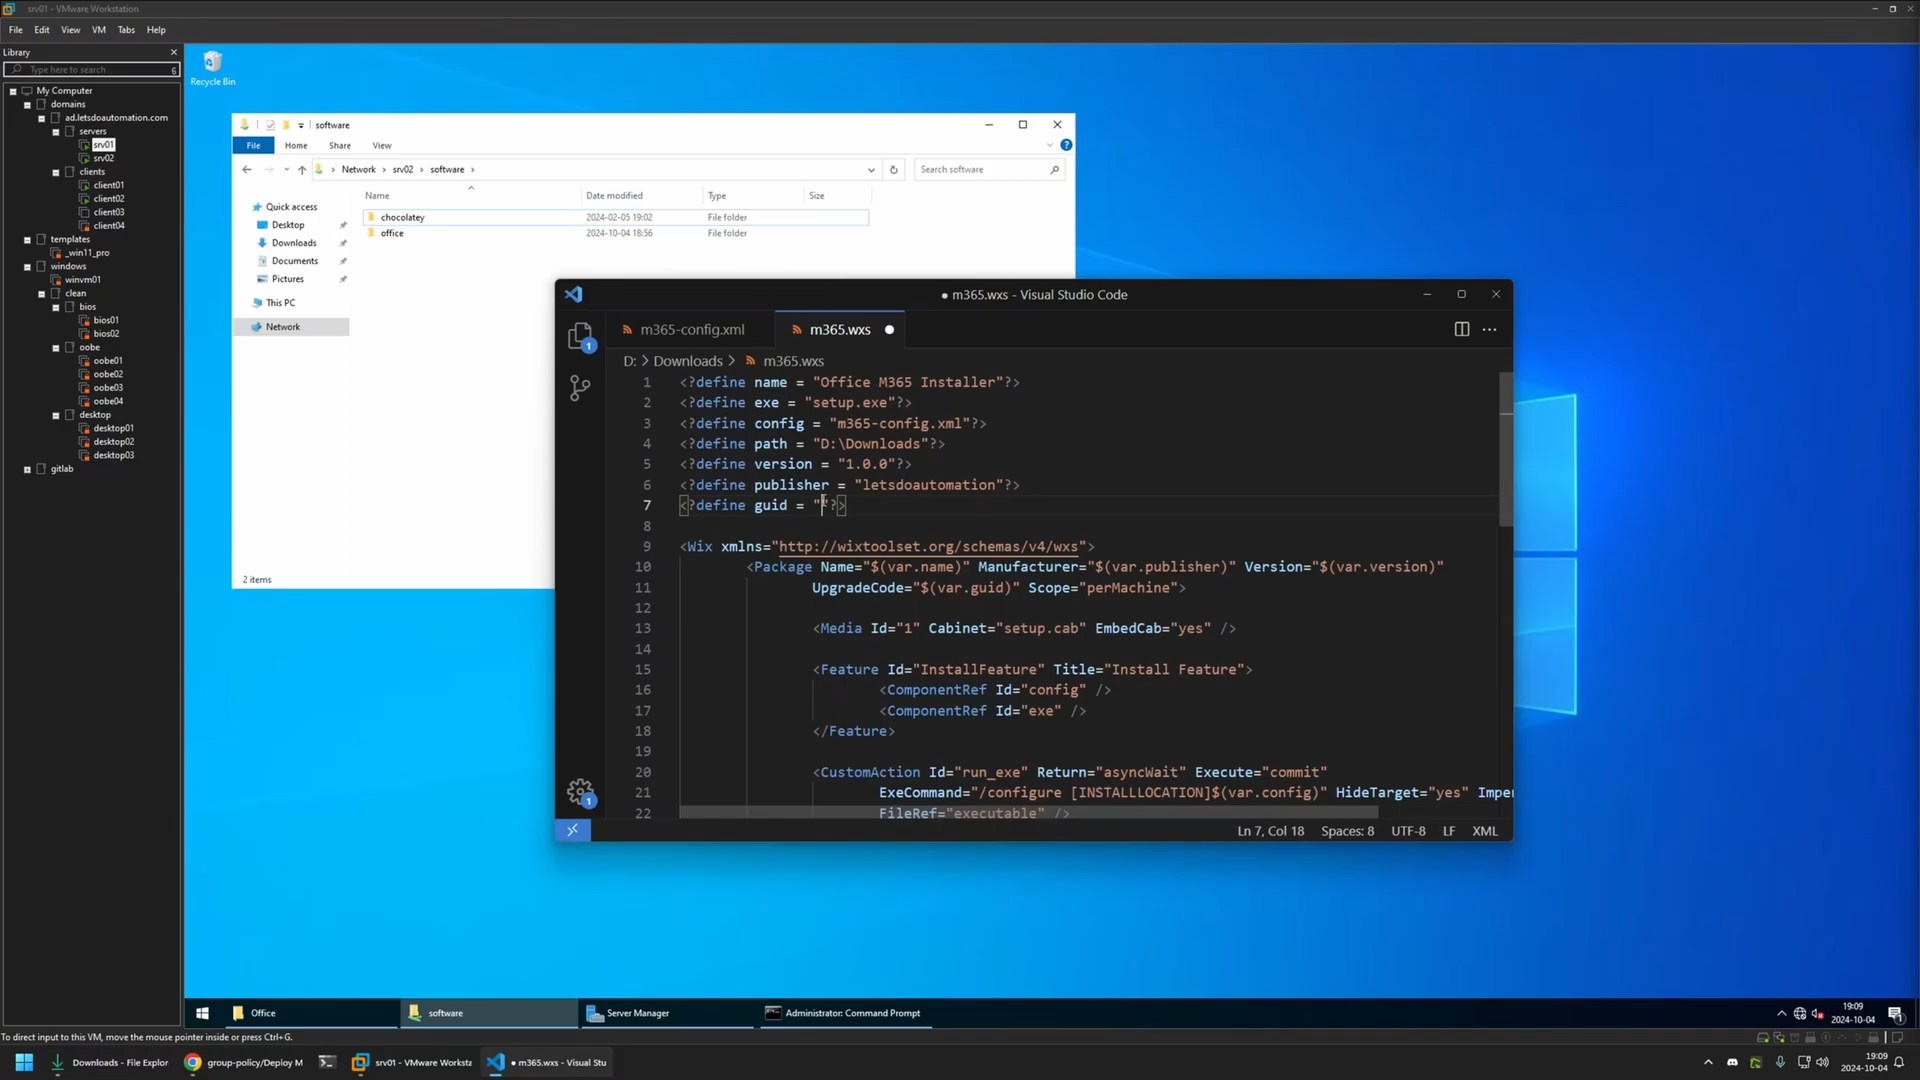 srv01 - VMware Workstation
File Edit View VM Tabs Help
Library
Type here to search
My Computer
domains
ad.letsdoautomation.com
servers
srv01
srv02
clients
client01
client02
client03
client04
templates
_win11_pro
windows
winvm01
clean
bios
bios01
bios02
oobe
oobe01
oobe02
oobe03
oobe04
desktop
desktop01
desktop02
desktop03
gitlab
Recycle Bin
software
File Home Share View
Network srv02 software
Search software
Name Date modified Type Size
chocolatey 2024-02-05 19:02 File folder
office 2024-10-04 18:56 File folder
Quick access
Desktop
Downloads
Documents
Pictures
This PC
Network
2 items
● m365.wxs - Visual Studio Code
m365-config.xml m365.wxs
D: > Downloads > m365.wxs
1 <?define name = "Office M365 Installer"?>
2 <?define exe = "setup.exe"?>
3 <?define config = "m365-config.xml"?>
4 <?define path = "D:\Downloads"?>
5 <?define version = "1.0.0"?>
6 <?define publisher = "letsdoautomation"?>
7 <?define guid = ""?>
8
9 <Wix xmlns="http://wixtoolset.org/schemas/v4/wxs">
10 <Package Name="$(var.name)" Manufacturer="$(var.publisher)" Version="$(var.version)"
11 UpgradeCode="$(var.guid)" Scope="perMachine">
12
13 <Media Id="1" Cabinet="setup.cab" EmbedCab="yes" />
14
15 <Feature Id="InstallFeature" Title="Install Feature">
16 <ComponentRef Id="config" />
17 <ComponentRef Id="exe" />
18 </Feature>
19
20 <CustomAction Id="run_exe" Return="asyncWait" Execute="commit"
21 ExeCommand="/configure [INSTALLLOCATION]$(var.config)" HideTarget="yes" Imper
22 FileRef="executable" />
1
1
Ln 7, Col 18 Spaces: 8 UTF-8 LF XML
Office software Server Manager Administrator: Command Prompt
19:09
2024-10-04
To direct input to this VM, move the mouse pointer inside or press Ctrl+G.
Downloads - File Explor group-policy/Deploy M srv01 - VMware Worksta ● m365.wxs - Visual Stu
19:09
2024-10-04